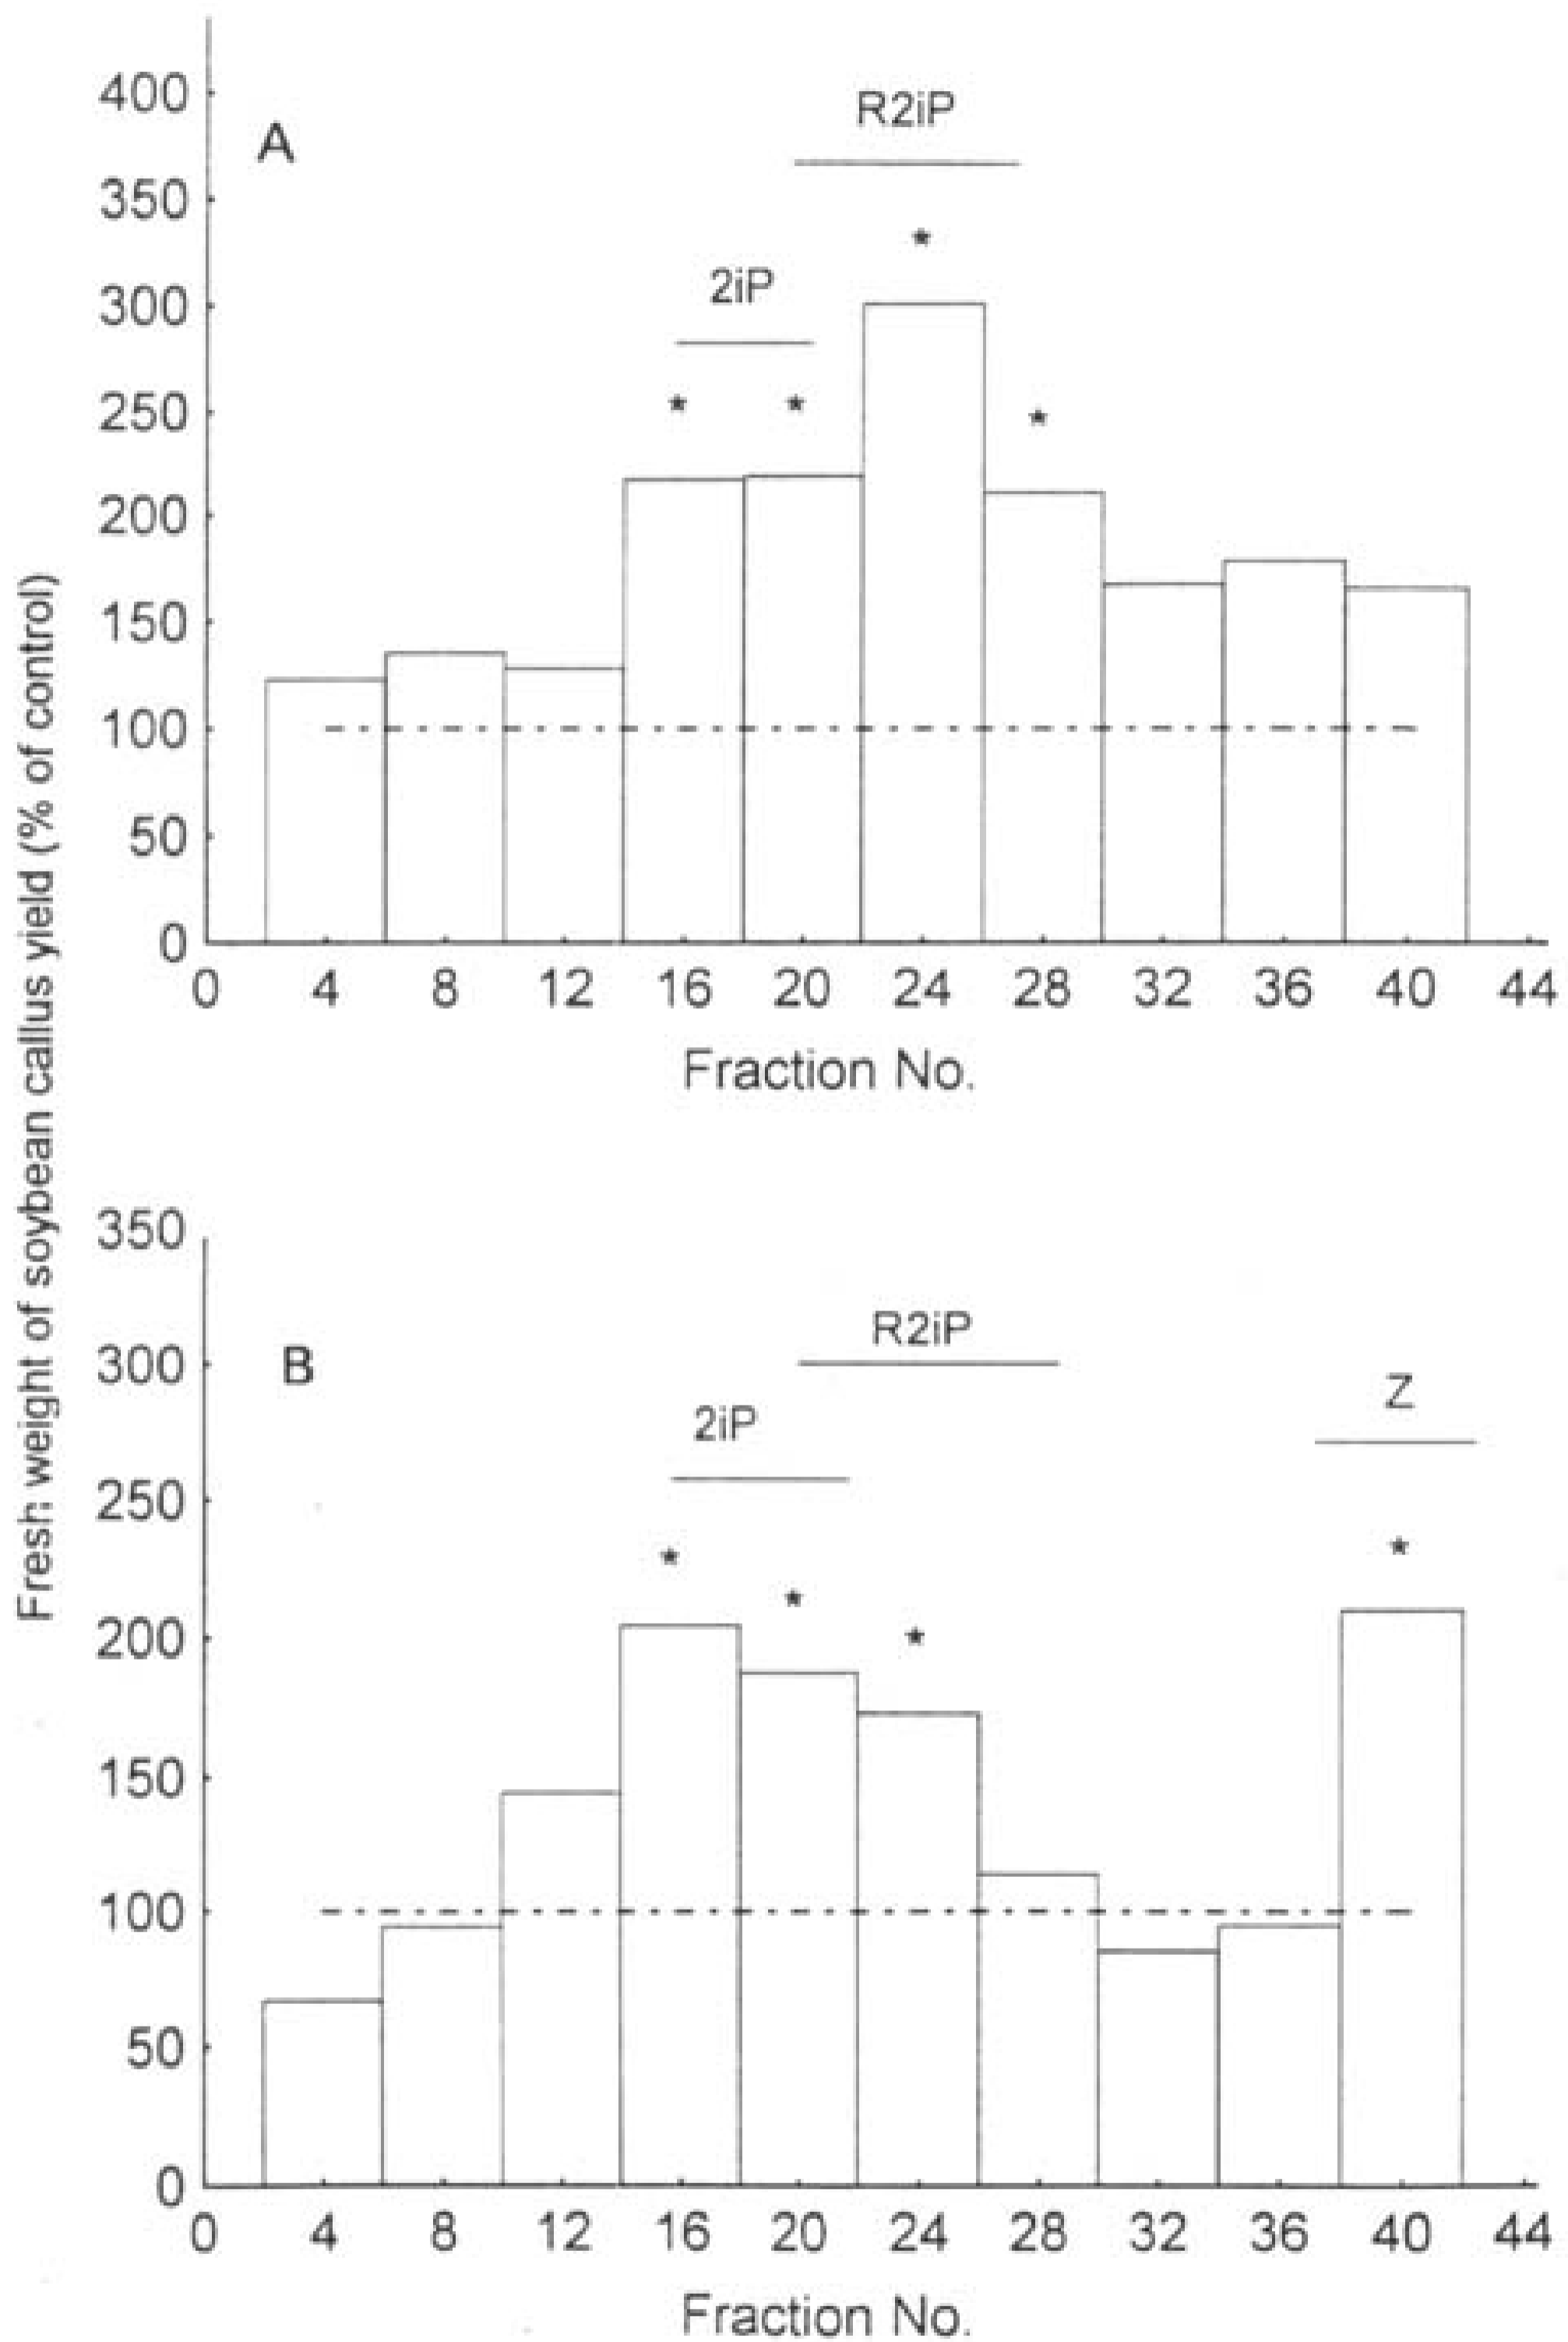 Fresh weight of soybean callus yield (% of control)
A
400
350
300
250
200
150
100
50
0
R2iP
*
2iP
* *
*
0 4 8 12 16 20 24 28 32 36 40 44
Fraction No.
B
350
300
250
200
150
100
50
0
R2iP
Z
2iP
*
*
*
*
0 4 8 12 16 20 24 28 32 36 40 44
Fraction No.